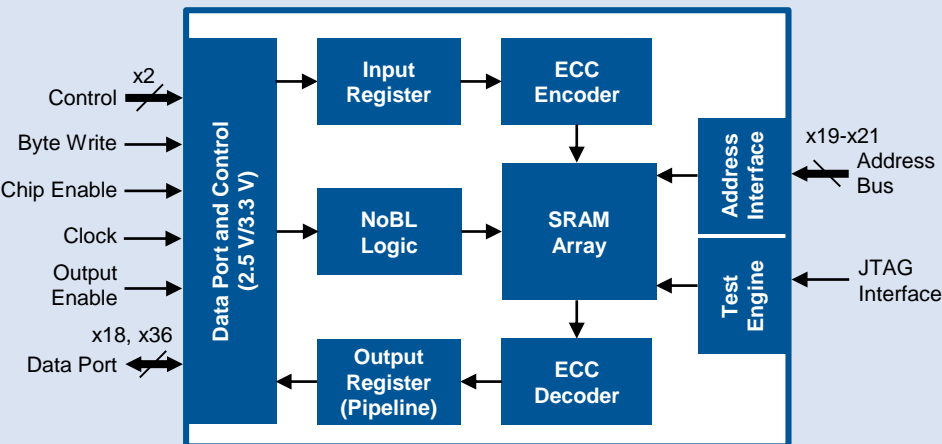 x2
Control
Byte Write
Chip Enable
Clock
Output
Enable
x18, x36
Data Port
Data Port and Control
(2.5 V/3.3 V)
Input
Register
ECC
Encoder
NoBL
Logic
SRAM
Array
Output
Register
(Pipeline)
ECC
Decoder
Address
Interface
Test
Engine
x19-x21
Address
Bus
JTAG
Interface